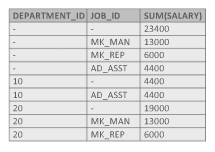 DEPARTMENT_ID JOB_ID SUM(SALARY)
- - 23400
- MK_MAN 13000
- MK_REP 6000
- AD_ASST 4400
10 - 4400
10 AD_ASST 4400
20 - 19000
20 MK_MAN 13000
20 MK_REP 6000